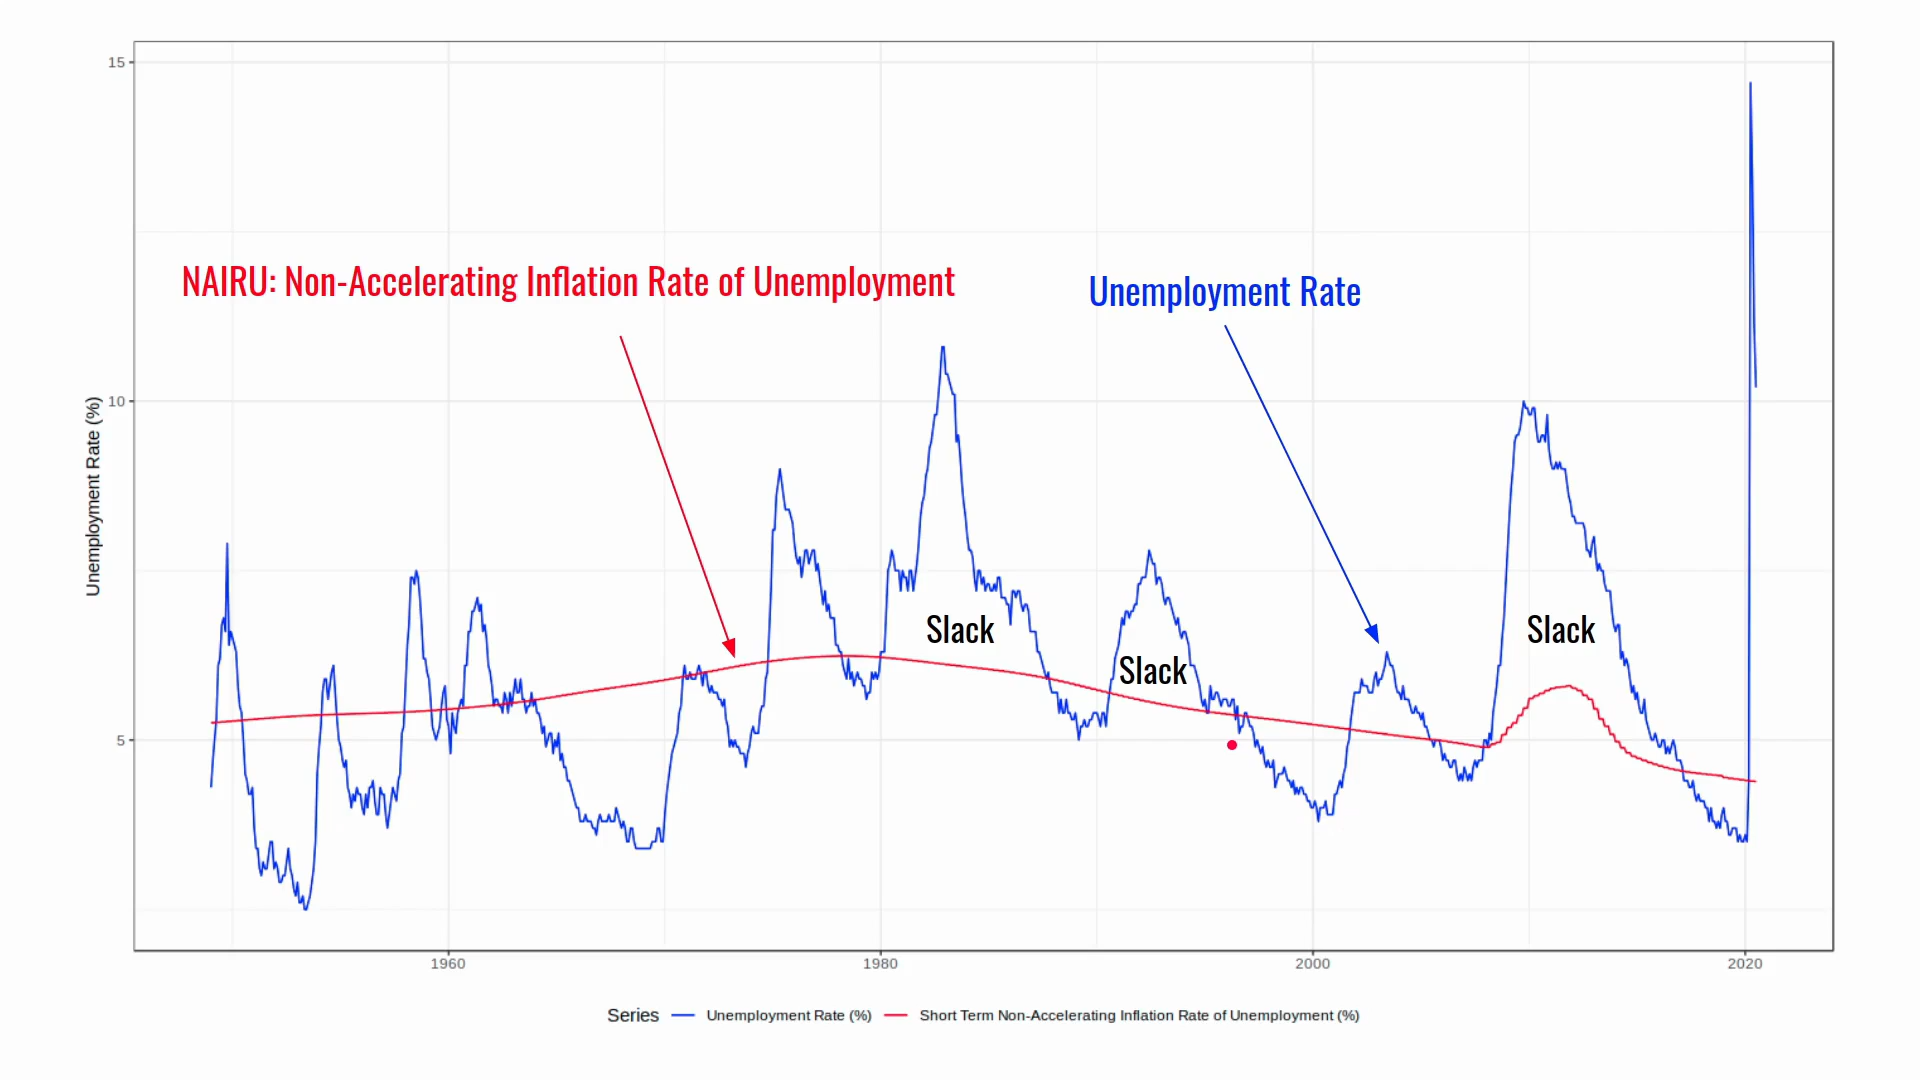 15
NAIRU: Non-Accelerating Inflation Rate of Unemployment
Unemployment Rate
10
Unemployment Rate (%)
Slack
Slack
Slack
5
1960 1980 2000 2020
Series Unemployment Rate (%) Short Term Non-Accelerating Inflation Rate of Unemployment (%)